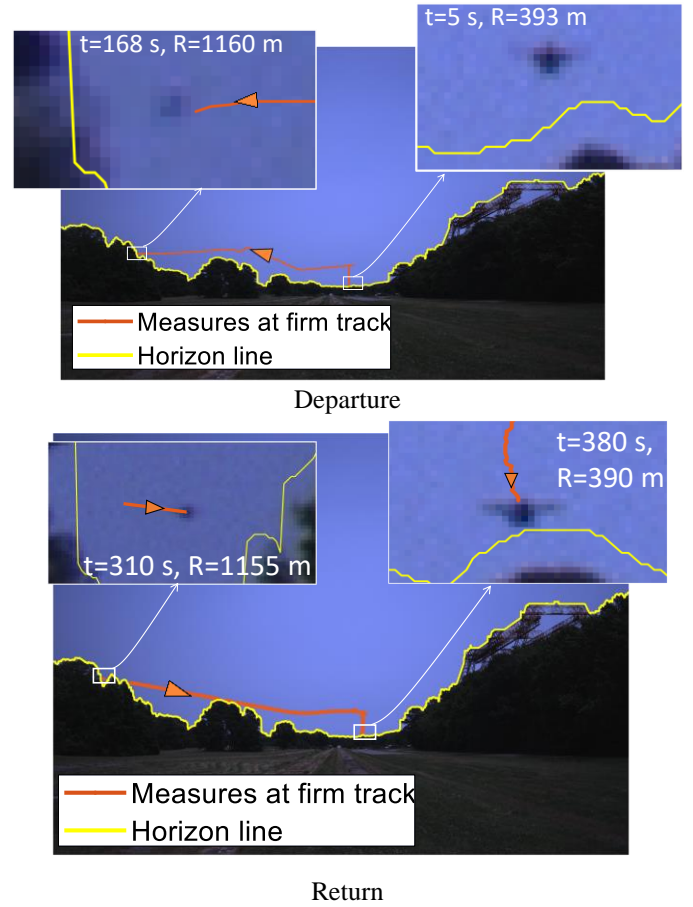 t=168 s, R=1160 m
t=5 s, R=393 m
Measures at firm track
Horizon line
Departure
t=380 s,
R=390 m
t=310 s, R=1155 m
Measures at firm track
Horizon line
Return